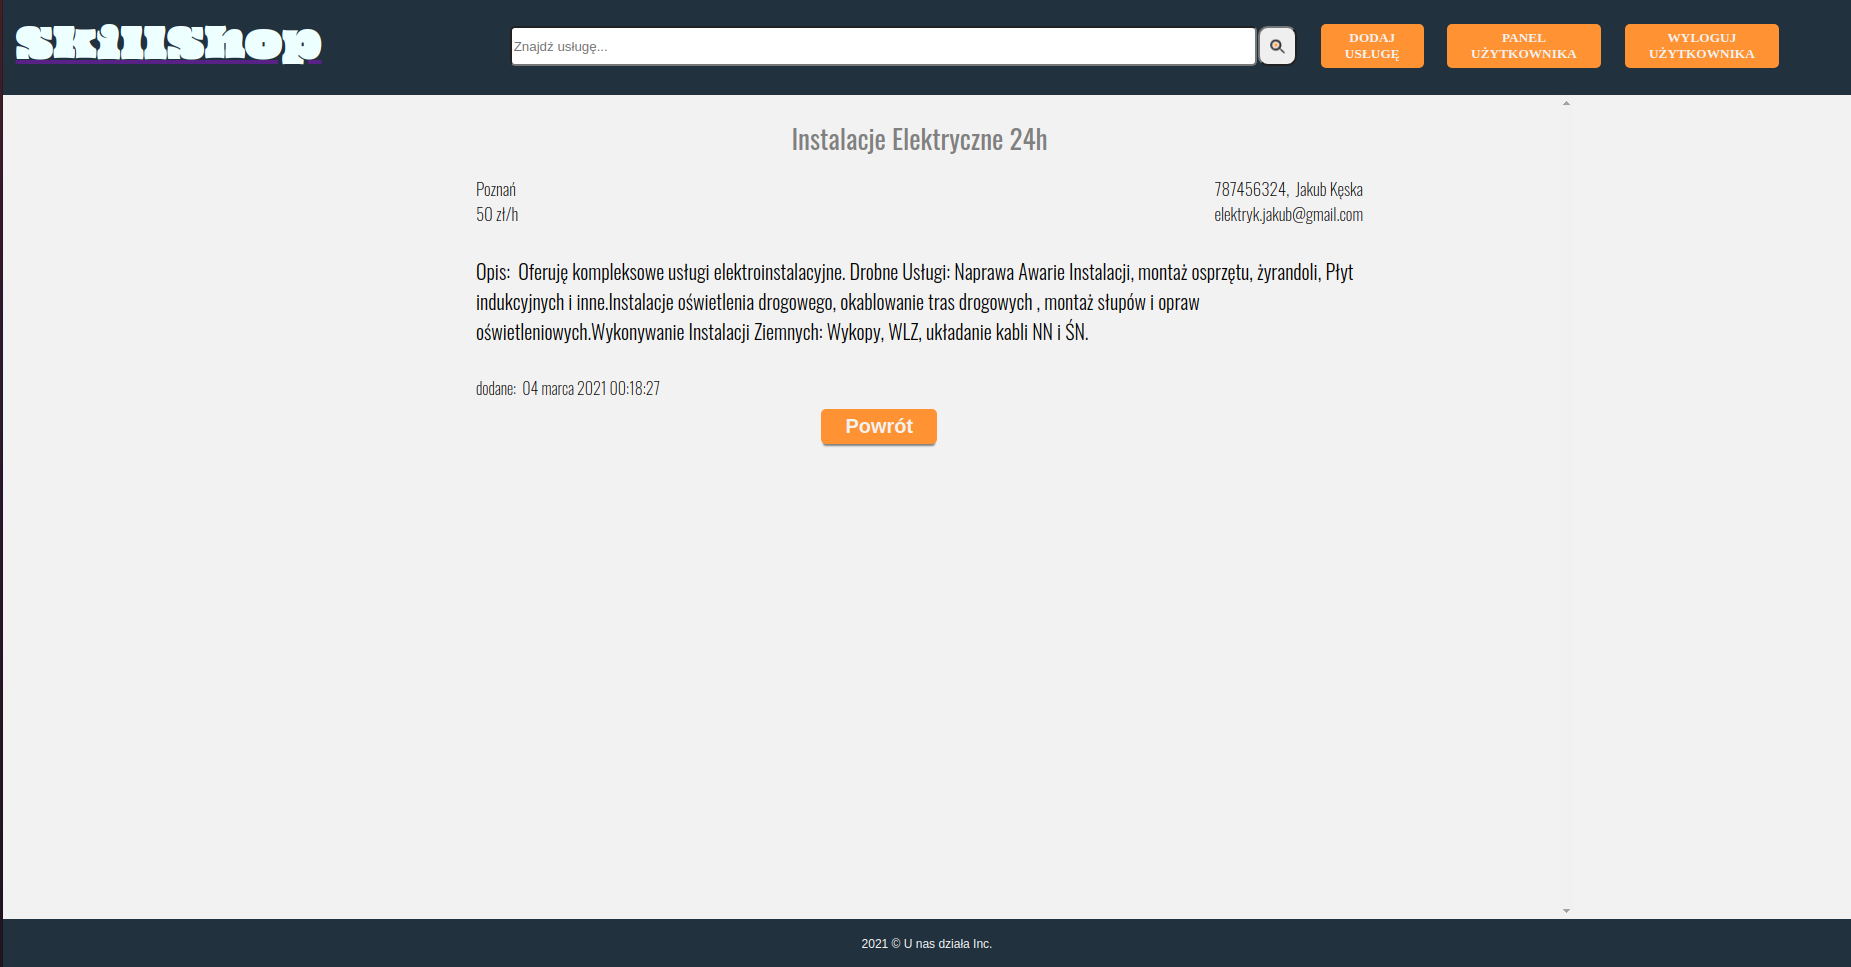 SkillShop
Znajdź usługę...
DODAJ
USŁUGĘ
PANEL
UŻYTKOWNIKA
WYLOGUJ
UŻYTKOWNIKA
Instalacje Elektryczne 24h
Poznań
787456324, Jakub Kęska
50 zł/h
elektryk.jakub@gmail.com
Opis: Oferuję kompleksowe usługi elektroinstalacyjne. Drobne Usługi: Naprawa Awarie Instalacji, montaż osprzętu, żyrandoli, Płyt
indukcyjnych i inne.Instalacje oświetlenia drogowego, okablowanie tras drogowych , montaż słupów i opraw
oświetleniowych.Wykonywanie Instalacji Ziemnych: Wykopy, WLZ, układanie kabli NN i ŚN.
dodane: 04 marca 2021 00:18:27
Powrót
2021 © U nas działa Inc.